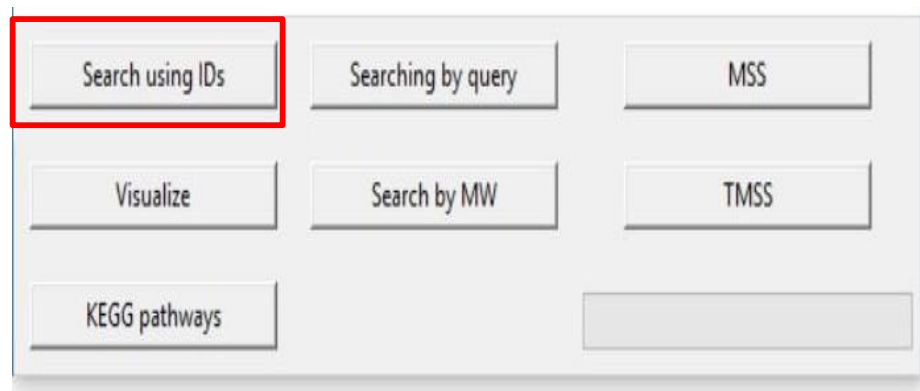 Search using IDs
Searching by query
MSS
Visualize
Search by MW
TMSS
KEGG pathways